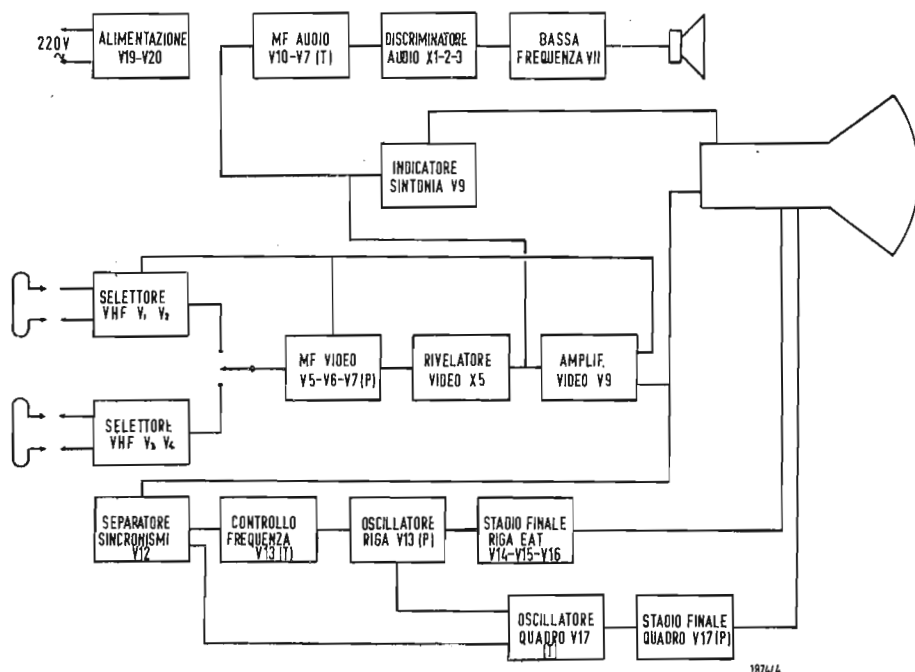 220V
~
ALIMENTAZIONE
V19-V20
MF AUDIO
V10-V7 (T)
DISCRIMINATORE
AUDIO X1-2-3
BASSA
FREQUENZA V11
INDICATORE
SINTONIA V9
SELETTORE
VHF V1 V2
MF VIDEO
V5-V6-V7(P)
RIVELATORE
VIDEO X5
AMPLIF.
VIDEO V9
SELETTORE
VHF V3 V4
SEPARATORE
SINCRONISMI
V12
CONTROLLO
FREQUENZA
V13(T)
OSCILLATORE
RIGA V13(P)
STADIO FINALE
RIGA EAT
V14-V15-V16
OSCILLATORE
QUADRO V17
(T)
STADIO FINALE
QUADRO V17(P)
1874/4